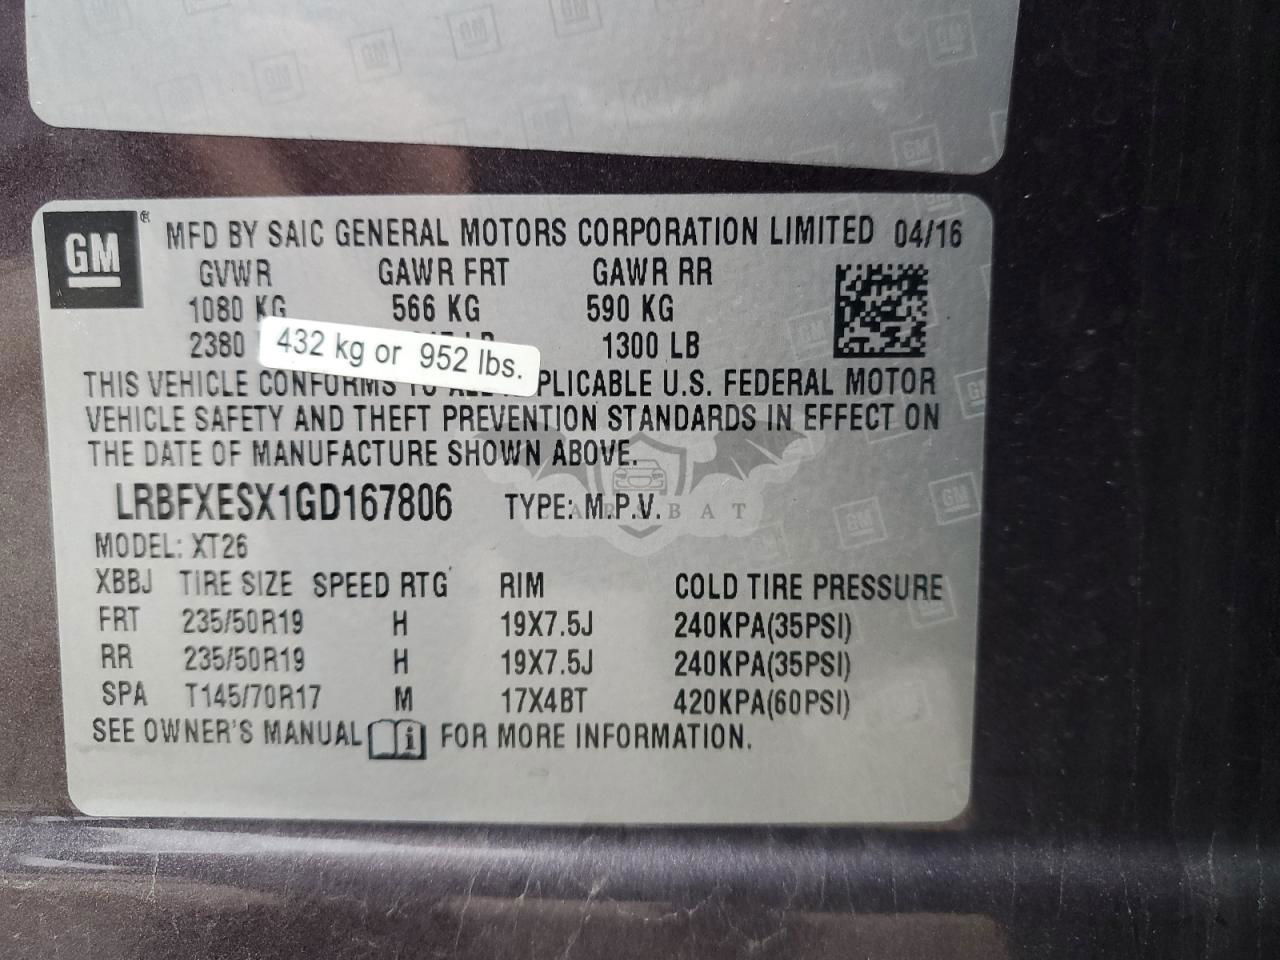 GM ® MFD BY SAIC GENERAL MOTORS CORPORATION LIMITED 04/16
GVWR GAWR FRT GAWR RR
1080 KG 566 KG 590 KG
2380 1300 LB
432 kg or 952 lbs.
THIS VEHICLE CONFORMS TO ALL APPLICABLE U.S. FEDERAL MOTOR
VEHICLE SAFETY AND THEFT PREVENTION STANDARDS IN EFFECT ON
THE DATE OF MANUFACTURE SHOWN ABOVE.
LRBFXESX1GD167806 TYPE: M.P.V.
CARSBAT
MODEL: XT26
XBBJ TIRE SIZE SPEED RTG RIM COLD TIRE PRESSURE
FRT 235/50R19 H 19X7.5J 240KPA(35PSI)
RR 235/50R19 H 19X7.5J 240KPA(35PSI)
SPA T145/70R17 M 17X4BT 420KPA(60PSI)
SEE OWNER'S MANUAL i FOR MORE INFORMATION.